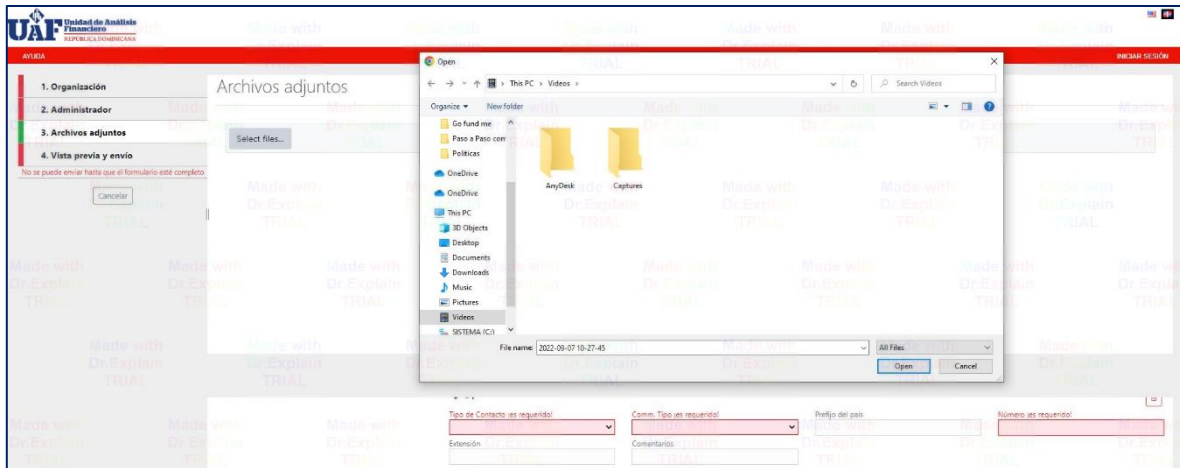 UAF Unidad de Análisis
Financiero
REPÚBLICA DOMINICANA
AYUDA
INICIAR SESIÓN
1. Organización
2. Administrador
3. Archivos adjuntos
4. Vista previa y envío
No se puede enviar hasta que el formulario esté completo
Cancelar
Archivos adjuntos
Select files...
Open
This PC > Videos >
Search Videos
Organize
New folder
Go fund me
Paso a Paso com
Politicas
OneDrive
OneDrive
This PC
3D Objects
Desktop
Documents
Downloads
Music
Pictures
Videos
SISTEMA (C:)
AnyDesk
Captures
File name: 2022-09-07 10-27-45
All Files
Open
Cancel
Tipo de Contacto ¡es requerido!
Comm. Tipo ¡es requerido!
Prefijo del país
Número ¡es requerido!
Extensión
Comentarios
Made with
Dr.Explain
TRIAL